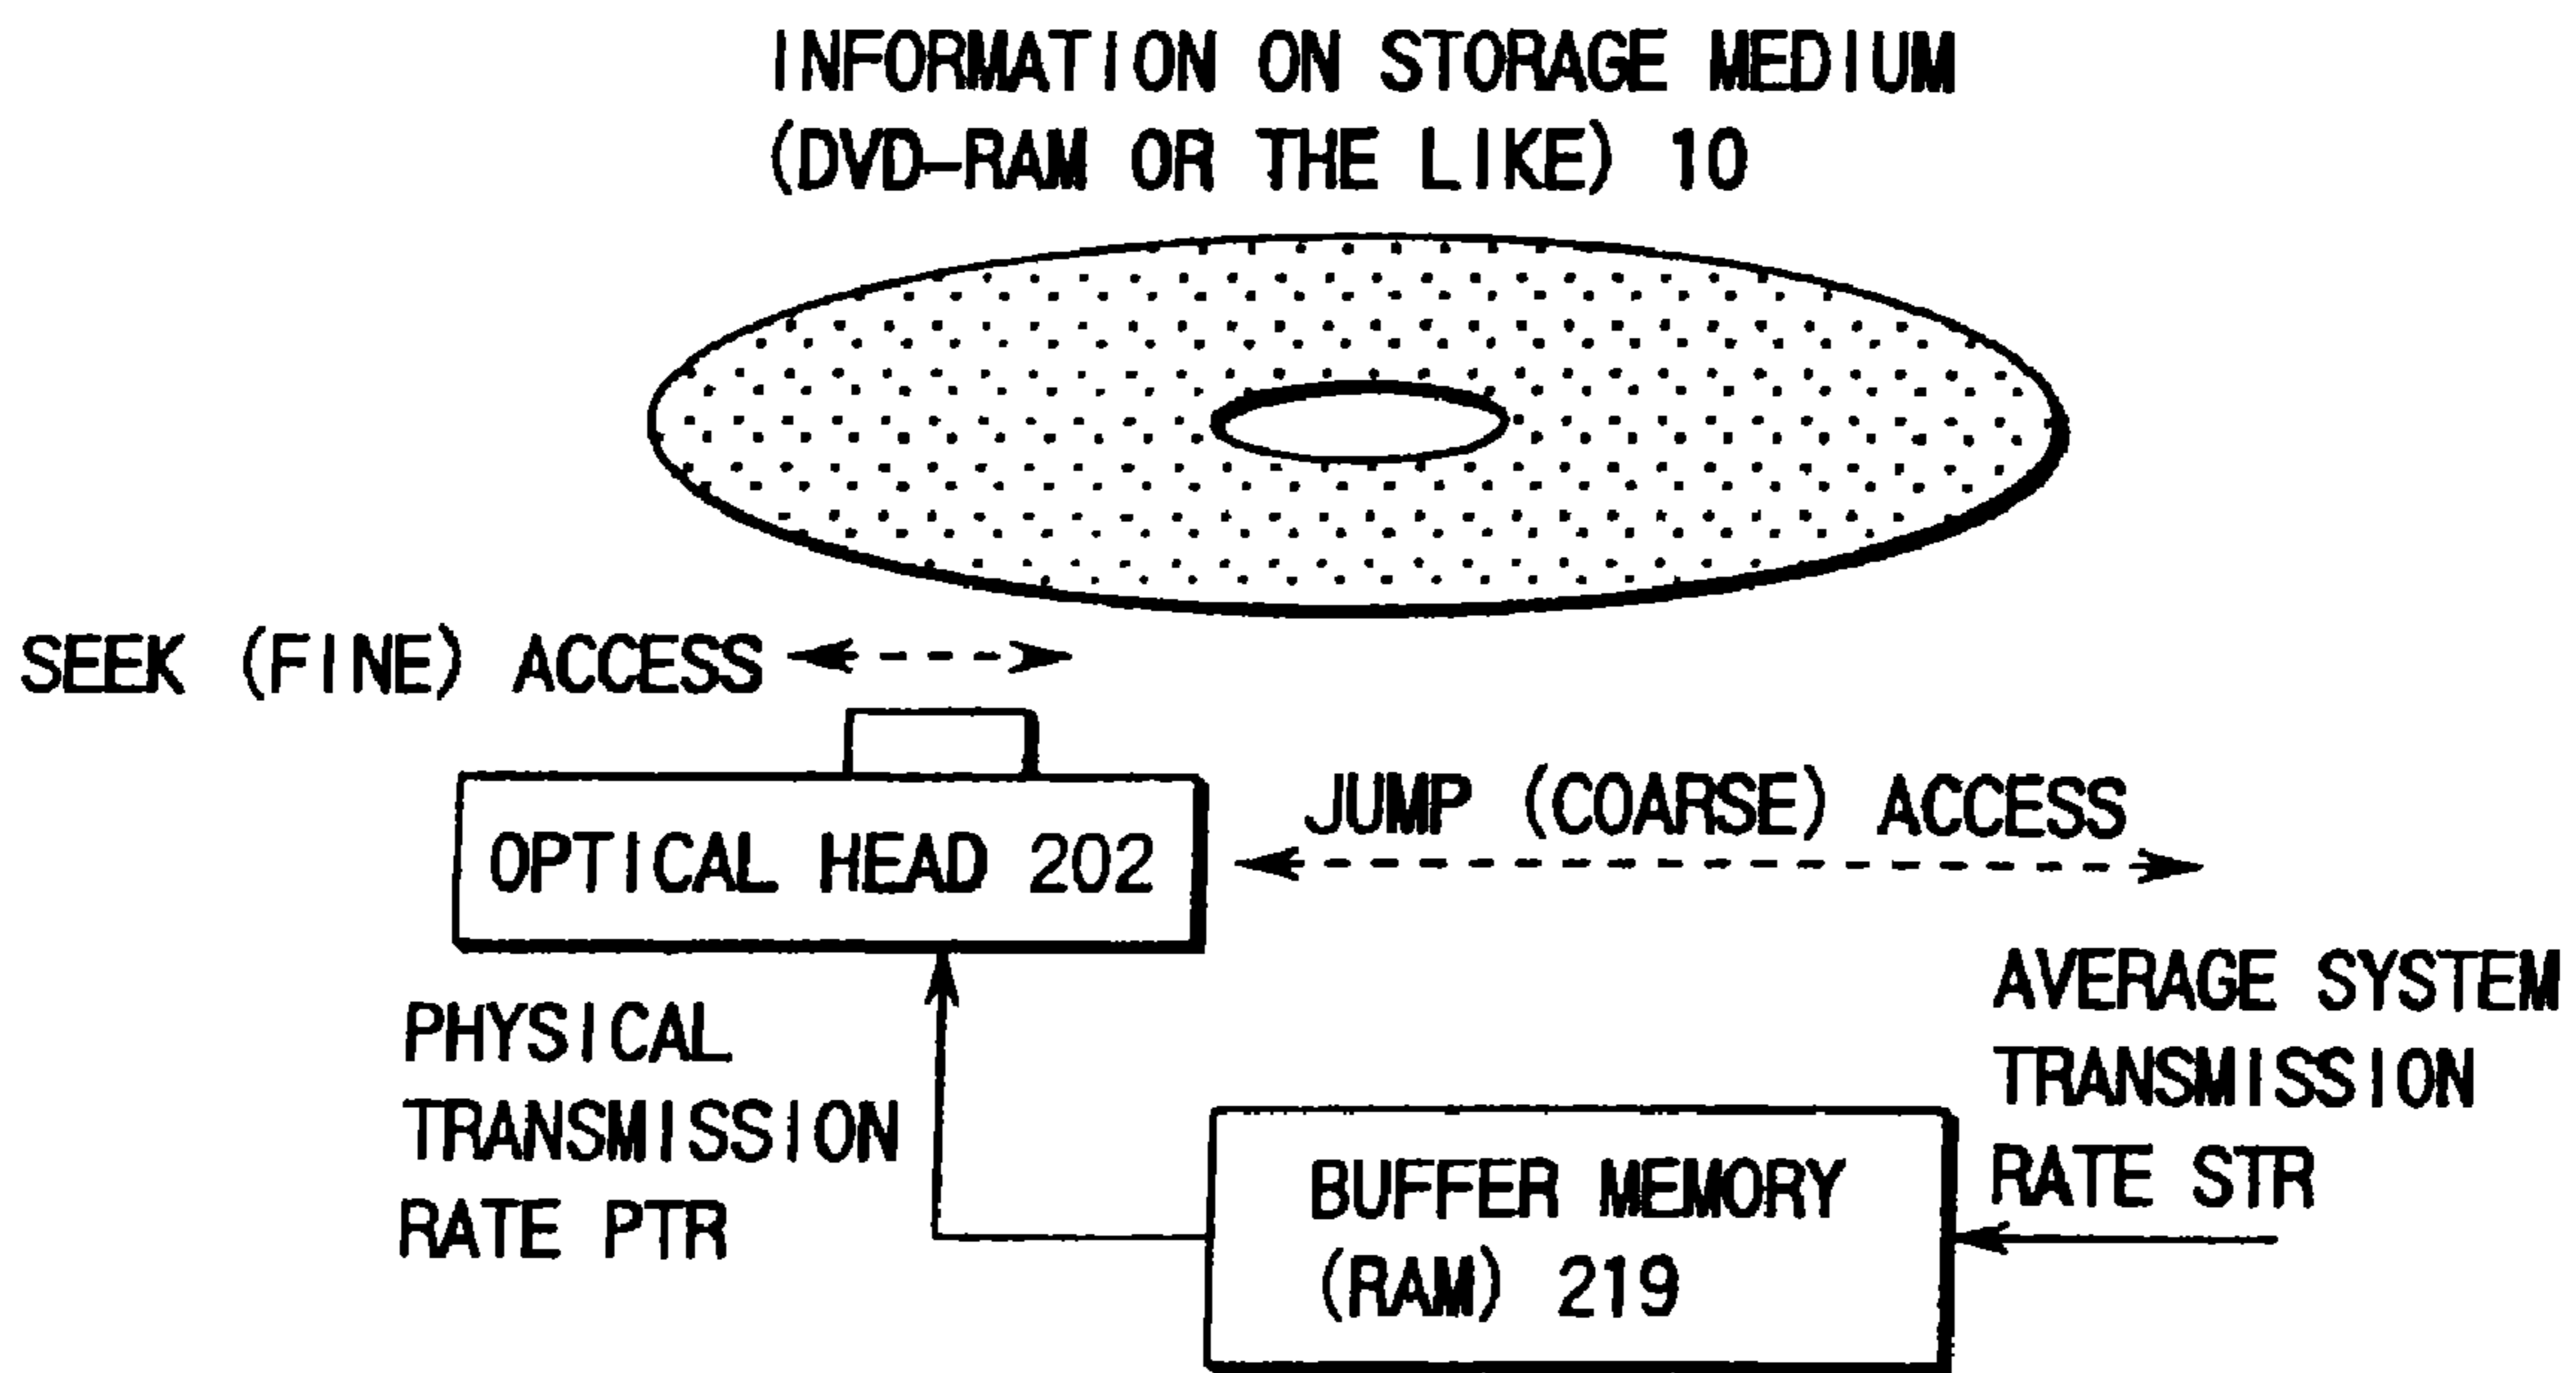 INFORMATION ON STORAGE MEDIUM
(DVD-RAM OR THE LIKE) 10
SEEK (FINE) ACCESS
OPTICAL HEAD 202
JUMP (COARSE) ACCESS
PHYSICAL
TRANSMISSION
RATE PTR
AVERAGE SYSTEM
TRANSMISSION
RATE STR
BUFFER MEMORY
(RAM) 219